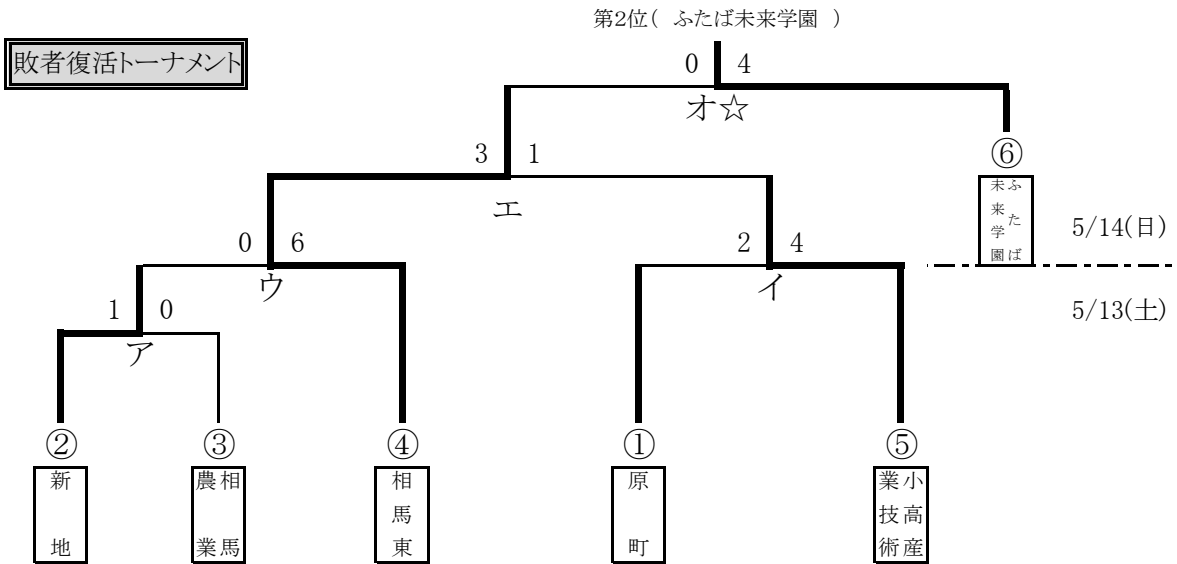 第2位( ふたば未来学園 )
敗者復活トーナメント
0 4
オ☆
3 1
⑥
ふたば
未来学園
エ
5/14(日)
0 6
2 4
ウ
イ
5/13(土)
1 0
ア
②
③
④
①
⑤
新地
相馬
農業
相馬東
原町
小高産
業技術